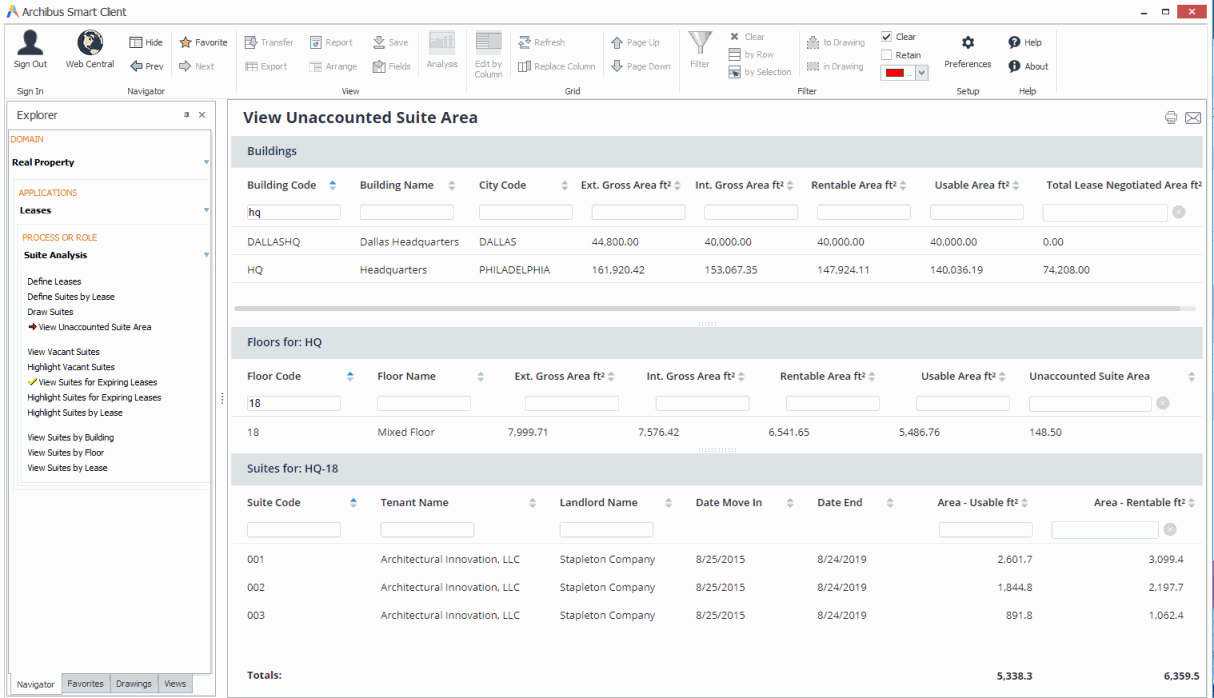 Archibus Smart Client
Sign Out
Web Central
Hide
Prev
Favorite
Next
Transfer
Export
Report
Arrange
Save
Fields
Analysis
Edit by
Column
Refresh
Replace Column
Page Up
Page Down
Filter
Clear
by Row
by Selection
to Drawing
in Drawing
Clear
Retain
..
Preferences
Help
About
Sign In
Navigator
View
Grid
Filter
Setup
Help
Explorer
DOMAIN
Real Property
APPLICATIONS
Leases
PROCESS OR ROLE
Suite Analysis
Define Leases
Define Suites by Lease
Draw Suites
View Unaccounted Suite Area
View Vacant Suites
Highlight Vacant Suites
View Suites for Expiring Leases
Highlight Suites for Expiring Leases
Highlight Suites by Lease
View Suites by Building
View Suites by Floor
View Suites by Lease
Navigator Favorites Drawings Views
View Unaccounted Suite Area
Buildings
Building Code Building Name City Code Ext. Gross Area ft² Int. Gross Area ft² Rentable Area ft² Usable Area ft² Total Lease Negotiated Area ft²
hq
DALLASHQ Dallas Headquarters DALLAS 44,800.00 40,000.00 40,000.00 40,000.00 0.00
HQ Headquarters PHILADELPHIA 161,920.42 153,067.35 147,924.11 140,036.19 74,208.00
Floors for: HQ
Floor Code Floor Name Ext. Gross Area ft² Int. Gross Area ft² Rentable Area ft² Usable Area ft² Unaccounted Suite Area
18
18 Mixed Floor 7,999.71 7,576.42 6,541.65 5,486.76 148.50
Suites for: HQ-18
Suite Code Tenant Name Landlord Name Date Move In Date End Area - Usable ft² Area - Rentable ft²
001 Architectural Innovation, LLC Stapleton Company 8/25/2015 8/24/2019 2,601.7 3,099.4
002 Architectural Innovation, LLC Stapleton Company 8/25/2015 8/24/2019 1,844.8 2,197.7
003 Architectural Innovation, LLC Stapleton Company 8/25/2015 8/24/2019 891.8 1,062.4
Totals: 5,338.3 6,359.5